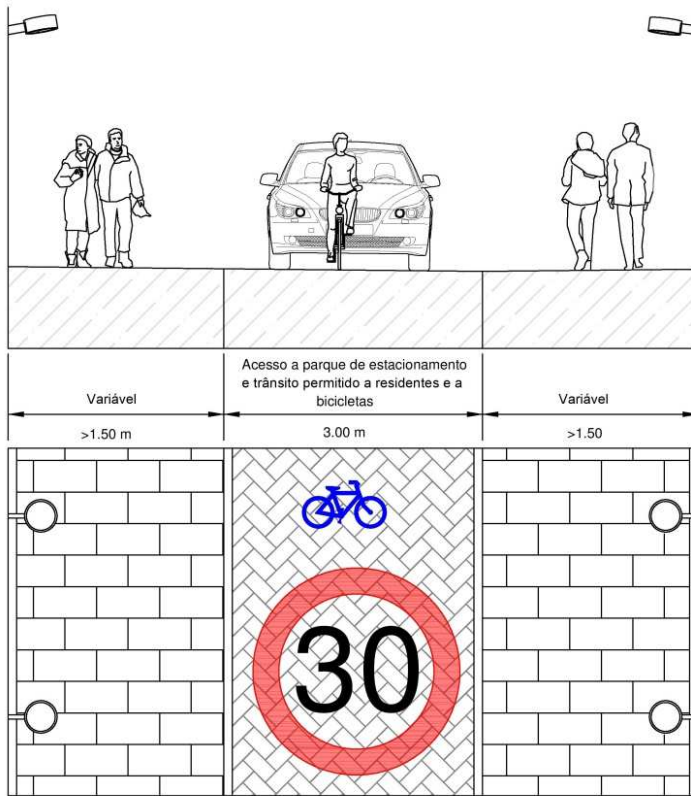 Acesso a parque de estacionamento
e trânsito permitido a residentes e a
bicicletas
Variável
Variável
>1.50 m
3.00 m
>1.50
30